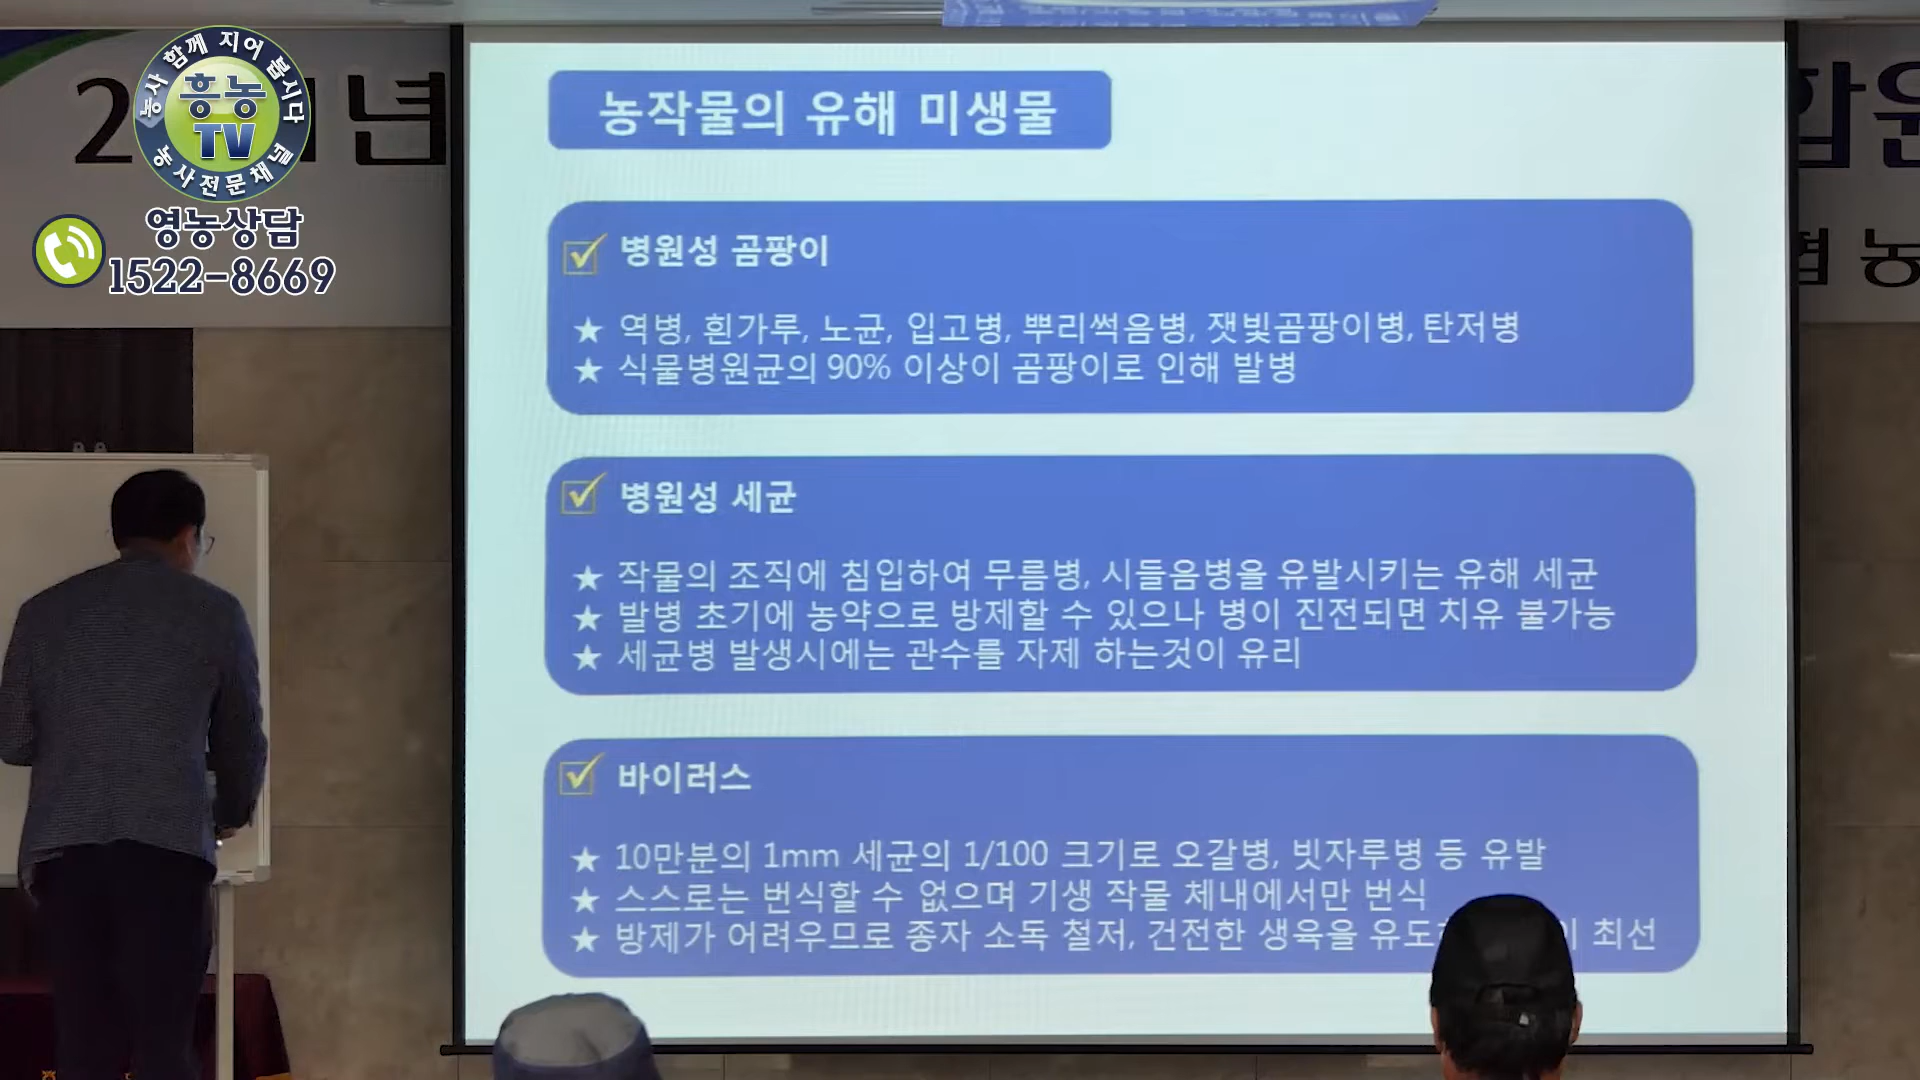 농사 함께 지어 봅시다
흥농
TV
농사전문채널
영농상담
1522-8669
농작물의 유해 미생물
병원성 곰팡이
★ 역병, 흰가루, 노균, 입고병, 뿌리썩음병, 잿빛곰팡이병, 탄저병
★ 식물병원균의 90% 이상이 곰팡이로 인해 발병
병원성 세균
★ 작물의 조직에 침입하여 무름병, 시들음병을 유발시키는 유해 세균
★ 발병 초기에 농약으로 방제할 수 있으나 병이 진전되면 치유 불가능
★ 세균병 발생시에는 관수를 자제 하는것이 유리
바이러스
★ 10만분의 1mm 세균의 1/100 크기로 오갈병, 빗자루병 등 유발
★ 스스로는 번식할 수 없으며 기생 작물 체내에서만 번식
★ 방제가 어려우므로 종자 소독 철저, 건전한 생육을 최선